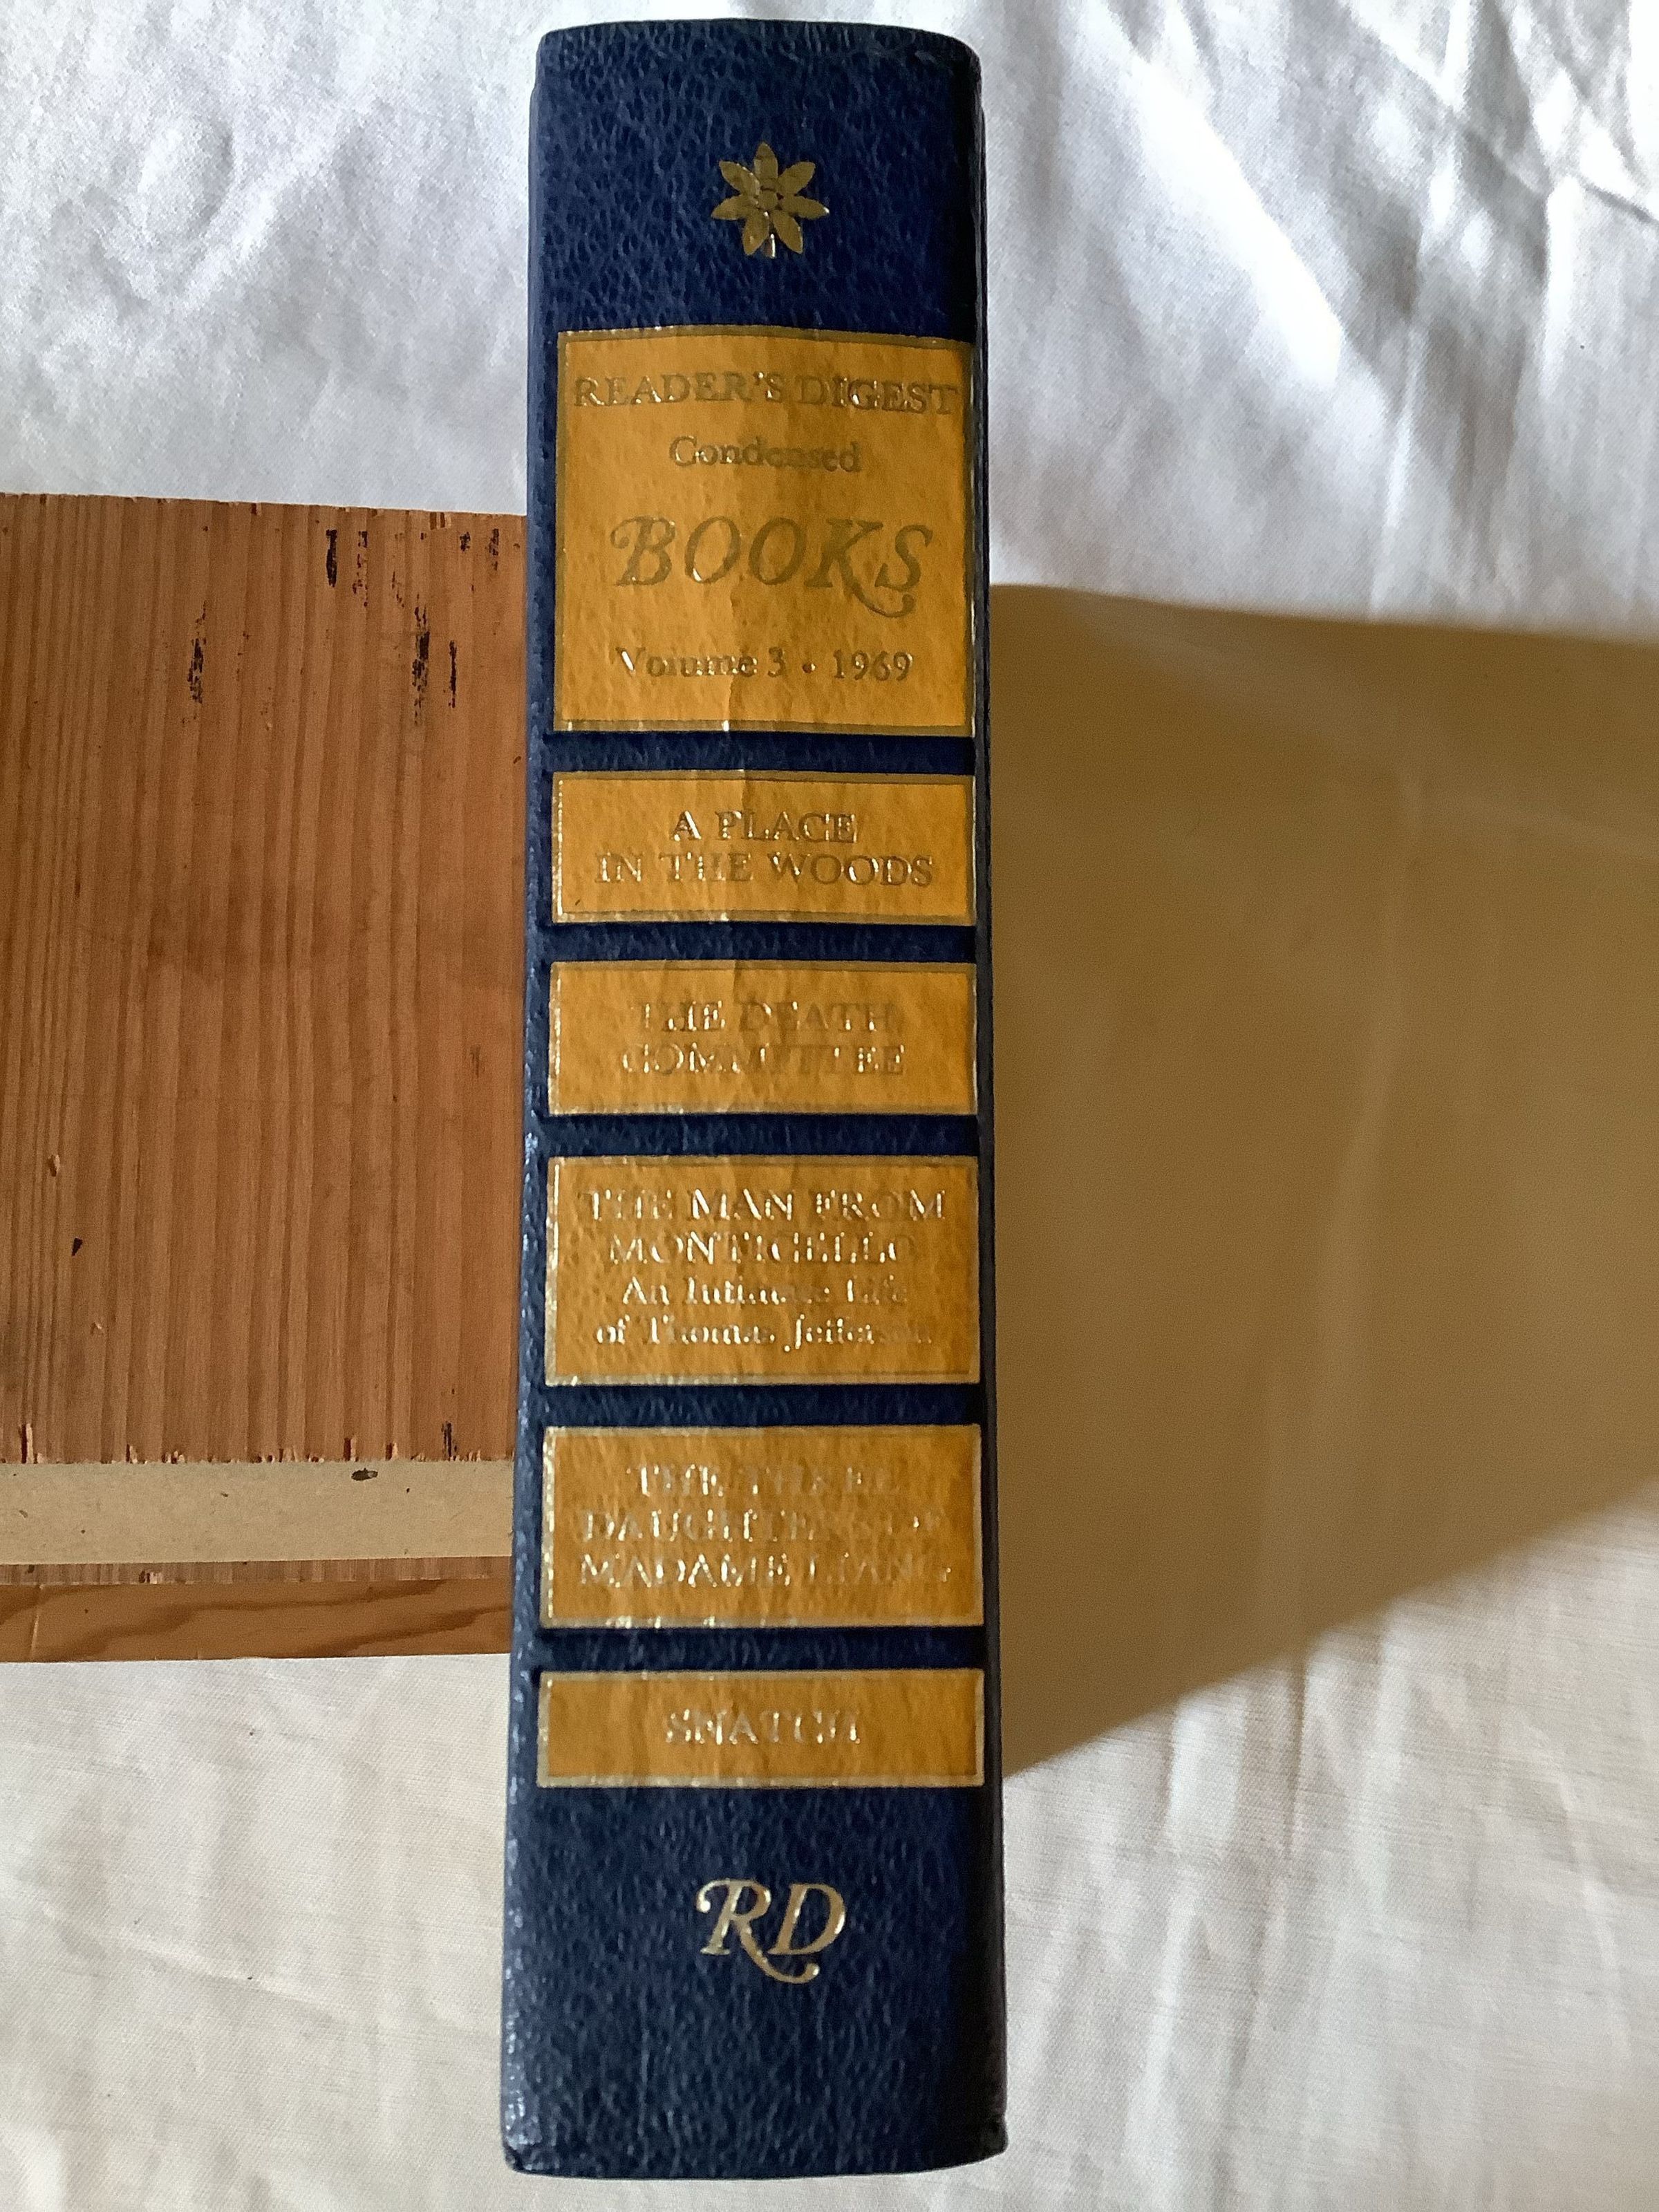 READER'S DIGEST
Condensed
BOOKS
Volume 3 • 1969
A PLACE
IN THE WOODS
THE DEATH
COMMITTEE
THE MAN FROM
MONTICELLO
An Intimate Life
of Thomas Jefferson
THE THREE
DAUGHTERS OF
MADAME LIANG
SNATCH
RD